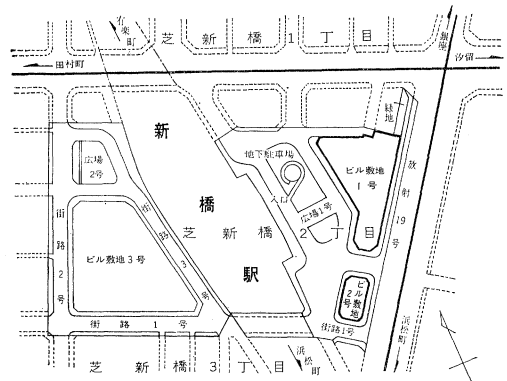 有楽町
芝新橋1丁目
銀座
田村町
汐留
新橋駅
緑地
広場
2号
地下駐車場
入口
ビル敷地
1号
放射19号
街路3号
広場1号
芝新橋2丁目
街路2号
ビル敷地3号
ビル敷地
2号
街路1号
街路1号
浜松町
浜松町
芝新橋3丁目